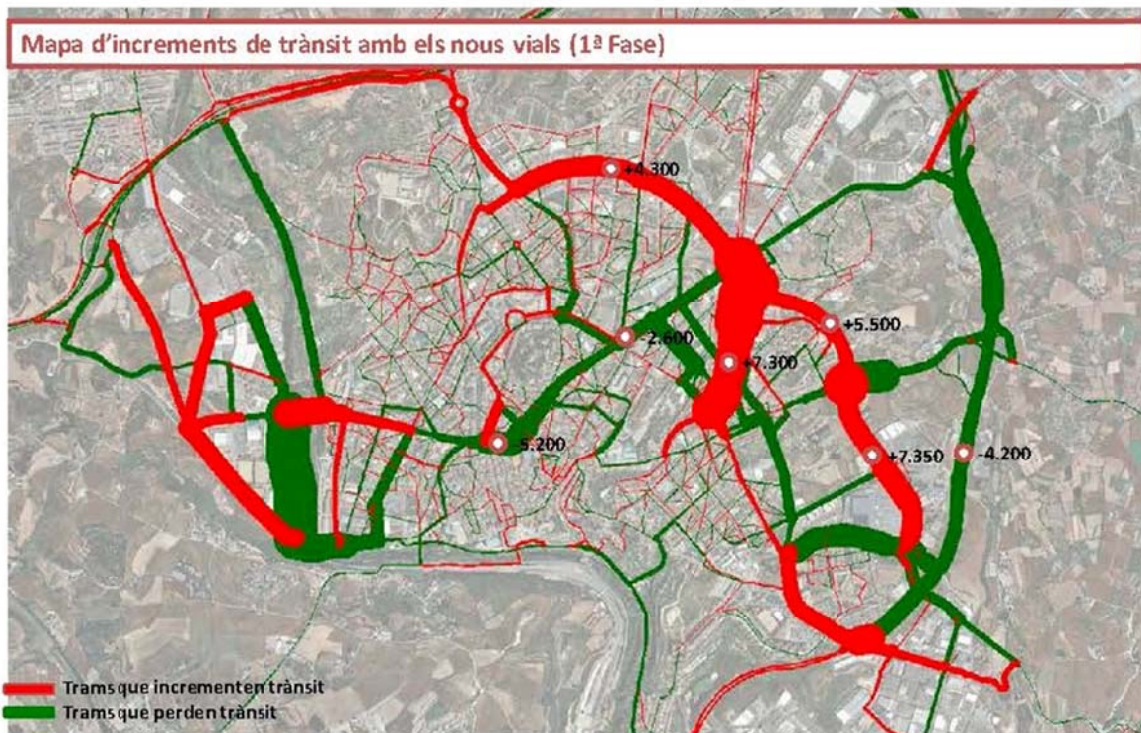 Mapa d'increments de trànsit amb els nous vials (1ª Fase)
+4.300
+5.500
-2.600
+7.300
-5.200
+7.350
-4.200
Trams que incrementen trànsit
Trams que perden trànsit